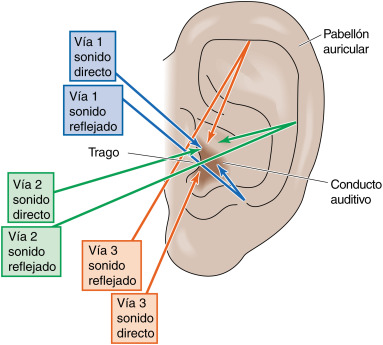 Vía 1
sonido
directo
Vía 1
sonido
reflejado
Pabellón
auricular
Trago
Vía 2
sonido
directo
Vía 2
sonido
reflejado
Conducto
auditivo
Vía 3
sonido
reflejado
Vía 3
sonido
directo